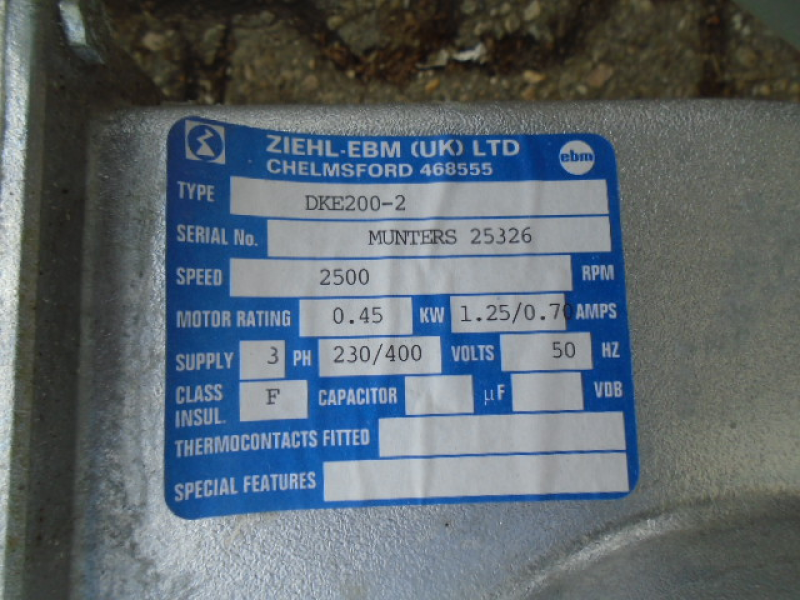 ZIEHL-EBM (UK) LTD
CHELMSFORD 468555
ebm
TYPE DKE200-2
SERIAL No. MUNTERS 25326
SPEED 2500 RPM
MOTOR RATING 0.45 KW 1.25/0.70 AMPS
SUPPLY 3 PH 230/400 VOLTS 50 HZ
CLASS INSUL. F CAPACITOR µF VDB
THERMOCONTACTS FITTED
SPECIAL FEATURES